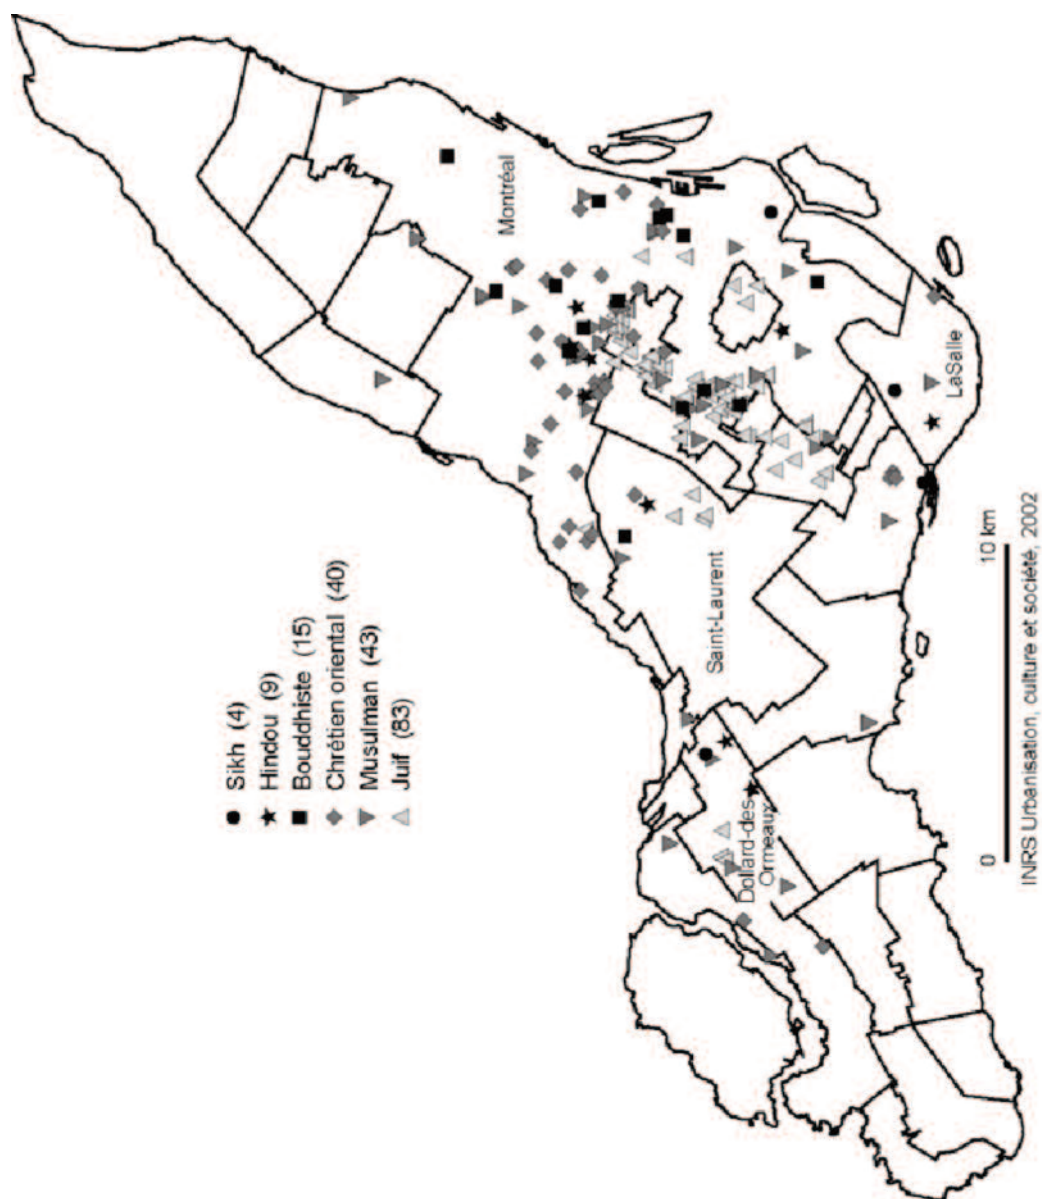 Sikh (4)
Hindou (9)
Bouddhiste (15)
Chrétien oriental (40)
Musulman (43)
Juif (83)
Montréal
Saint-Laurent
LaSalle
Dollard-des
Ormeaux
0 10 km
INRS Urbanisation, culture et société, 2002